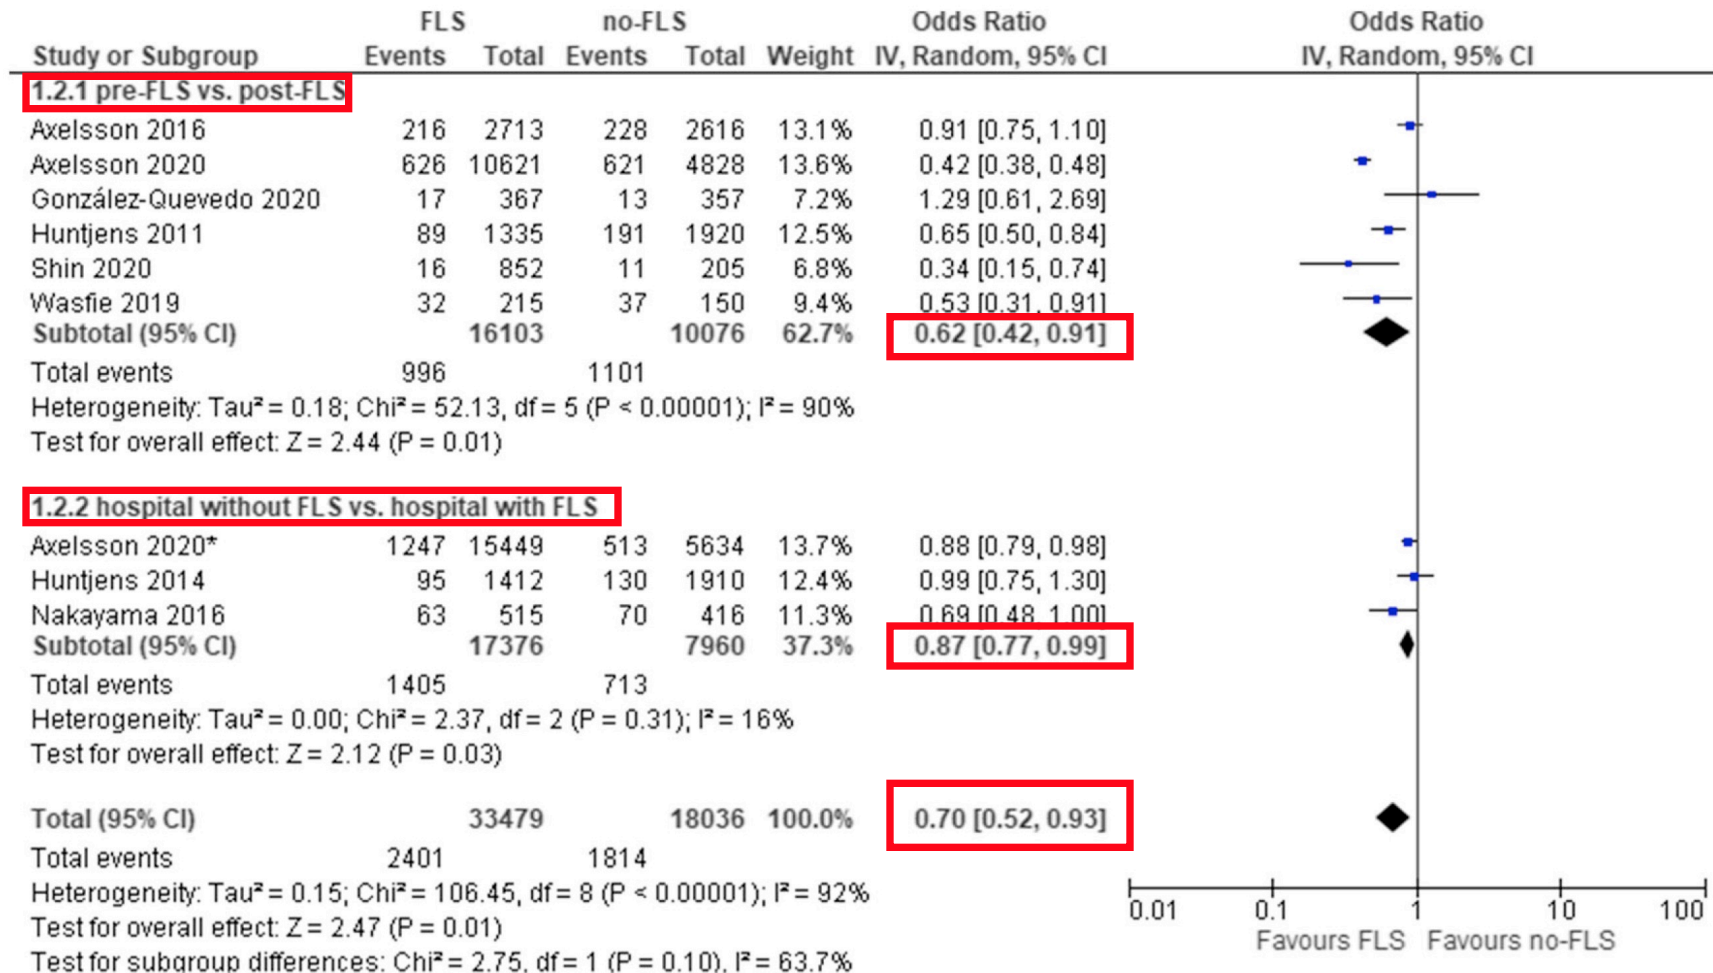 FLS no-FLS Odds Ratio Odds Ratio
Study or Subgroup Events Total Events Total Weight IV, Random, 95% CI IV, Random, 95% CI
1.2.1 pre-FLS vs. post-FLS
Axelsson 2016 216 2713 228 2616 13.1% 0.91 [0.75, 1.10]
Axelsson 2020 626 10621 621 4828 13.6% 0.42 [0.38, 0.48]
González-Quevedo 2020 17 367 13 357 7.2% 1.29 [0.61, 2.69]
Huntjens 2011 89 1335 191 1920 12.5% 0.65 [0.50, 0.84]
Shin 2020 16 852 11 205 6.8% 0.34 [0.15, 0.74]
Wasfie 2019 32 215 37 150 9.4% 0.53 [0.31, 0.91]
Subtotal (95% CI) 16103 10076 62.7% 0.62 [0.42, 0.91]
Total events 996 1101
Heterogeneity: Tau² = 0.18; Chi² = 52.13, df = 5 (P < 0.00001); I² = 90%
Test for overall effect: Z = 2.44 (P = 0.01)
1.2.2 hospital without FLS vs. hospital with FLS
Axelsson 2020* 1247 15449 513 5634 13.7% 0.88 [0.79, 0.98]
Huntjens 2014 95 1412 130 1910 12.4% 0.99 [0.75, 1.30]
Nakayama 2016 63 515 70 416 11.3% 0.69 [0.48, 1.00]
Subtotal (95% CI) 17376 7960 37.3% 0.87 [0.77, 0.99]
Total events 1405 713
Heterogeneity: Tau² = 0.00; Chi² = 2.37, df = 2 (P = 0.31); I² = 16%
Test for overall effect: Z = 2.12 (P = 0.03)
Total (95% CI) 33479 18036 100.0% 0.70 [0.52, 0.93]
Total events 2401 1814
Heterogeneity: Tau² = 0.15; Chi² = 106.45, df = 8 (P < 0.00001); I² = 92%
Test for overall effect: Z = 2.47 (P = 0.01)
Test for subgroup differences: Chi² = 2.75, df = 1 (P = 0.10), I² = 63.7%
0.01 0.1 1 10 100
Favours FLS Favours no-FLS